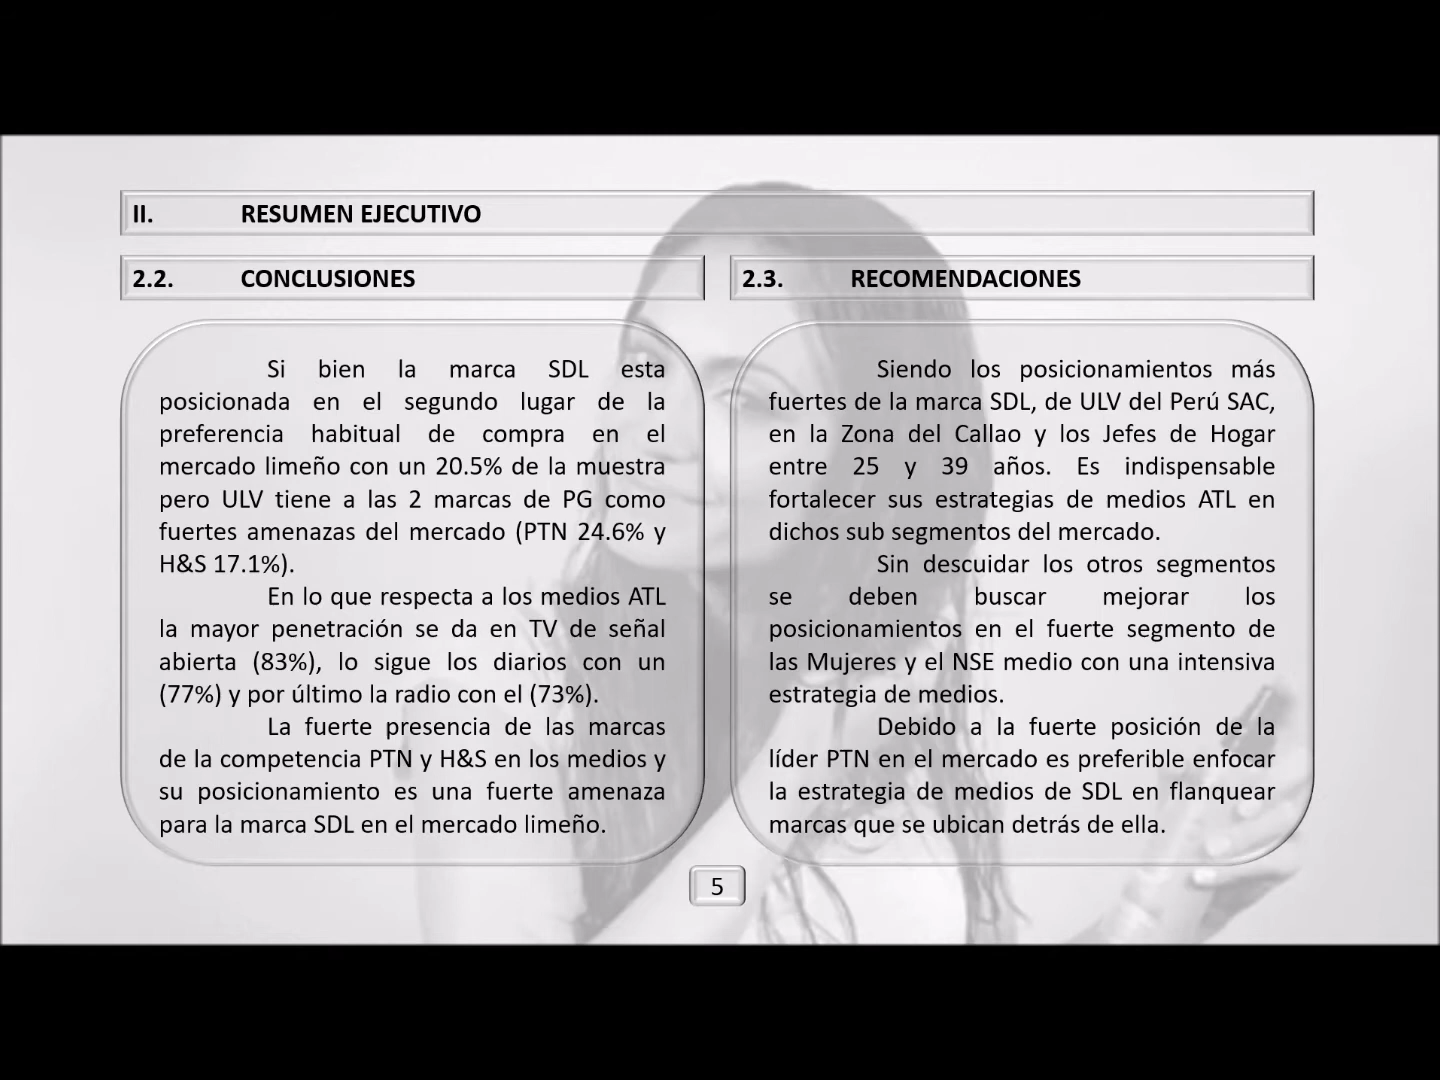 II. RESUMEN EJECUTIVO
2.2. CONCLUSIONES
Si bien la marca SDL esta
posicionada en el segundo lugar de la
preferencia habitual de compra en el
mercado limeño con un 20.5% de la muestra
pero ULV tiene a las 2 marcas de PG como
fuertes amenazas del mercado (PTN 24.6% y
H&S 17.1%).
En lo que respecta a los medios ATL
la mayor penetración se da en TV de señal
abierta (83%), lo sigue los diarios con un
(77%) y por último la radio con el (73%).
La fuerte presencia de las marcas
de la competencia PTN y H&S en los medios y
su posicionamiento es una fuerte amenaza
para la marca SDL en el mercado limeño.
2.3. RECOMENDACIONES
Siendo los posicionamientos más
fuertes de la marca SDL, de ULV del Perú SAC,
en la Zona del Callao y los Jefes de Hogar
entre 25 y 39 años. Es indispensable
fortalecer sus estrategias de medios ATL en
dichos sub segmentos del mercado.
Sin descuidar los otros segmentos
se deben buscar mejorar los
posicionamientos en el fuerte segmento de
las Mujeres y el NSE medio con una intensiva
estrategia de medios.
Debido a la fuerte posición de la
líder PTN en el mercado es preferible enfocar
la estrategia de medios de SDL en flanquear
marcas que se ubican detrás de ella.
5